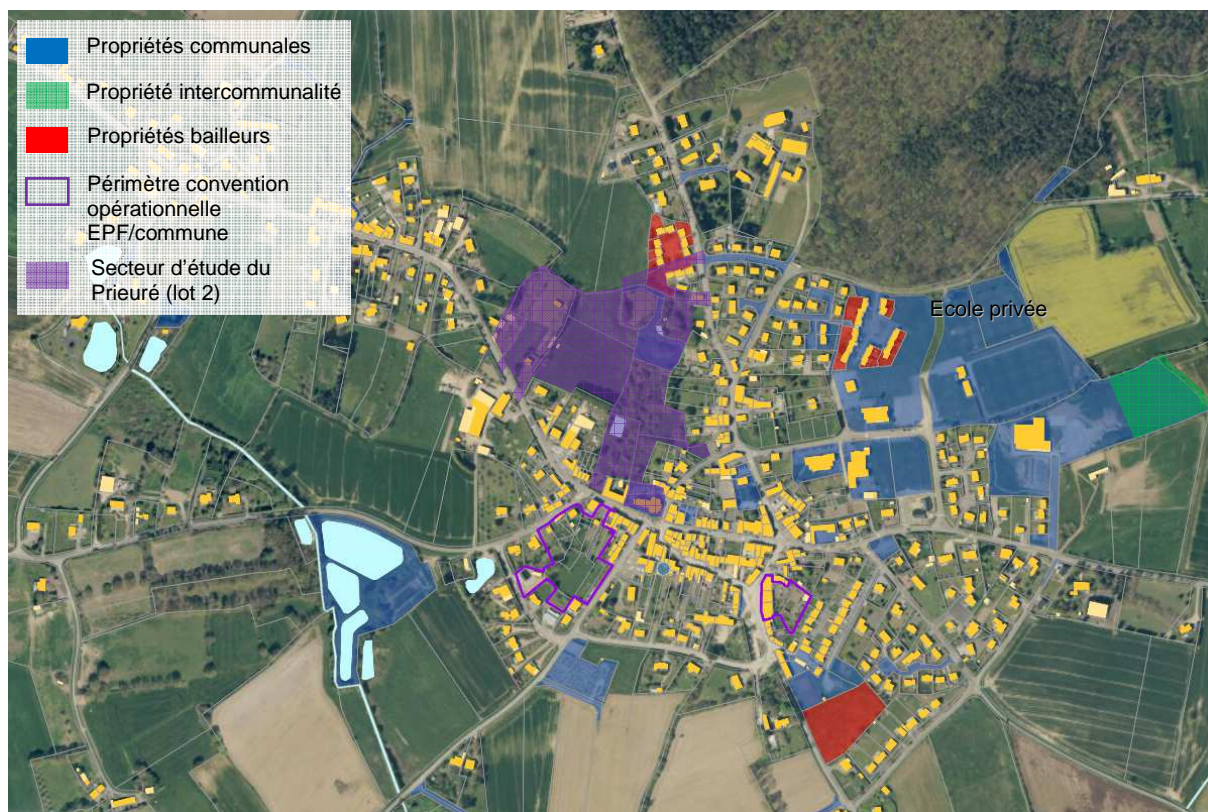 Propriétés communales
Propriété intercommunalité
Propriétés bailleurs
Périmètre convention
opérationnelle
EPF/commune
Secteur d'étude du
Prieuré (lot 2)
Ecole privée